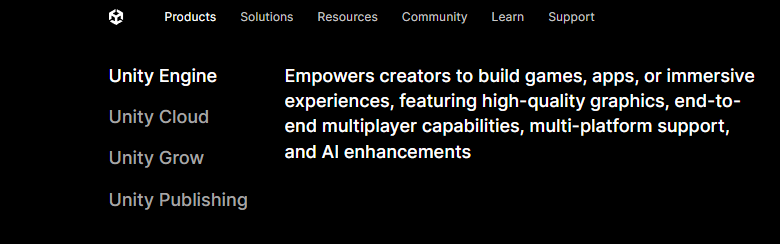 Products Solutions Resources Community Learn Support
Unity Engine
Unity Cloud
Unity Grow
Unity Publishing
Empowers creators to build games, apps, or immersive
experiences, featuring high-quality graphics, end-to-
end multiplayer capabilities, multi-platform support,
and AI enhancements